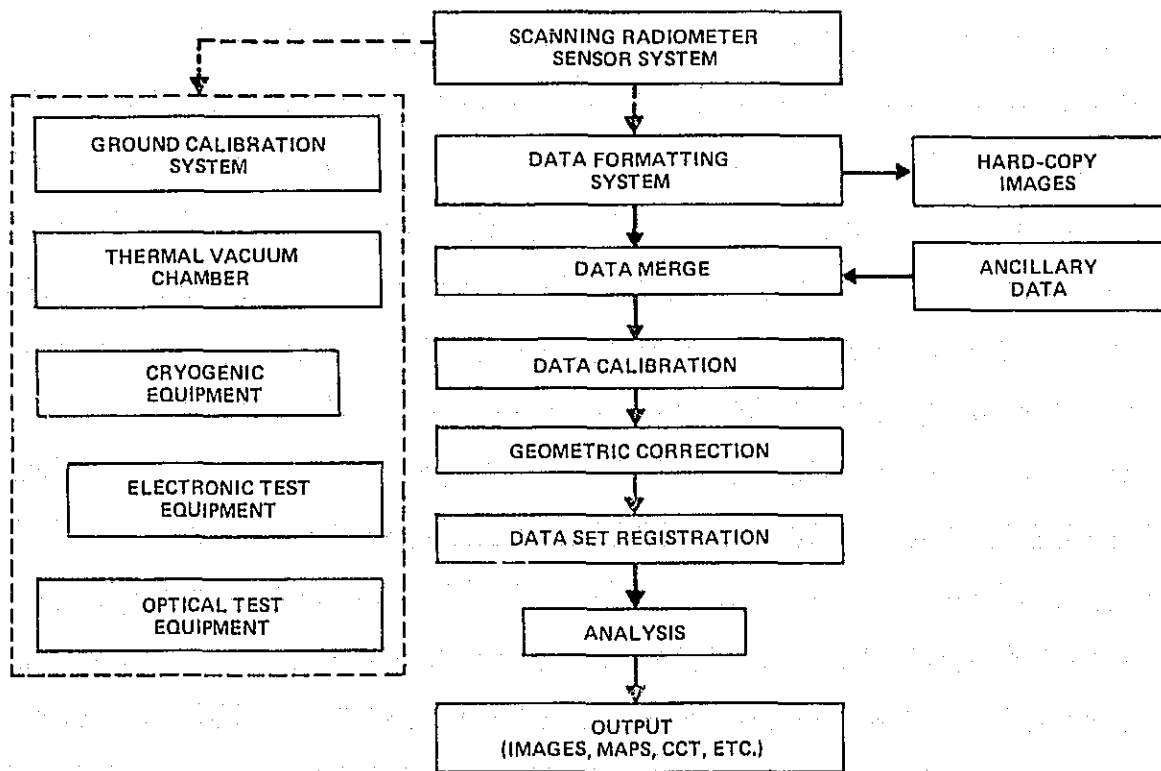 SCANNING RADIOMETER
SENSOR SYSTEM
GROUND CALIBRATION
SYSTEM
DATA FORMATTING
SYSTEM
HARD-COPY
IMAGES
THERMAL VACUUM
CHAMBER
DATA MERGE
ANCILLARY
DATA
CRYOGENIC
EQUIPMENT
DATA CALIBRATION
GEOMETRIC CORRECTION
ELECTRONIC TEST
EQUIPMENT
DATA SET REGISTRATION
OPTICAL TEST
EQUIPMENT
ANALYSIS
OUTPUT
(IMAGES, MAPS, CCT, ETC.)